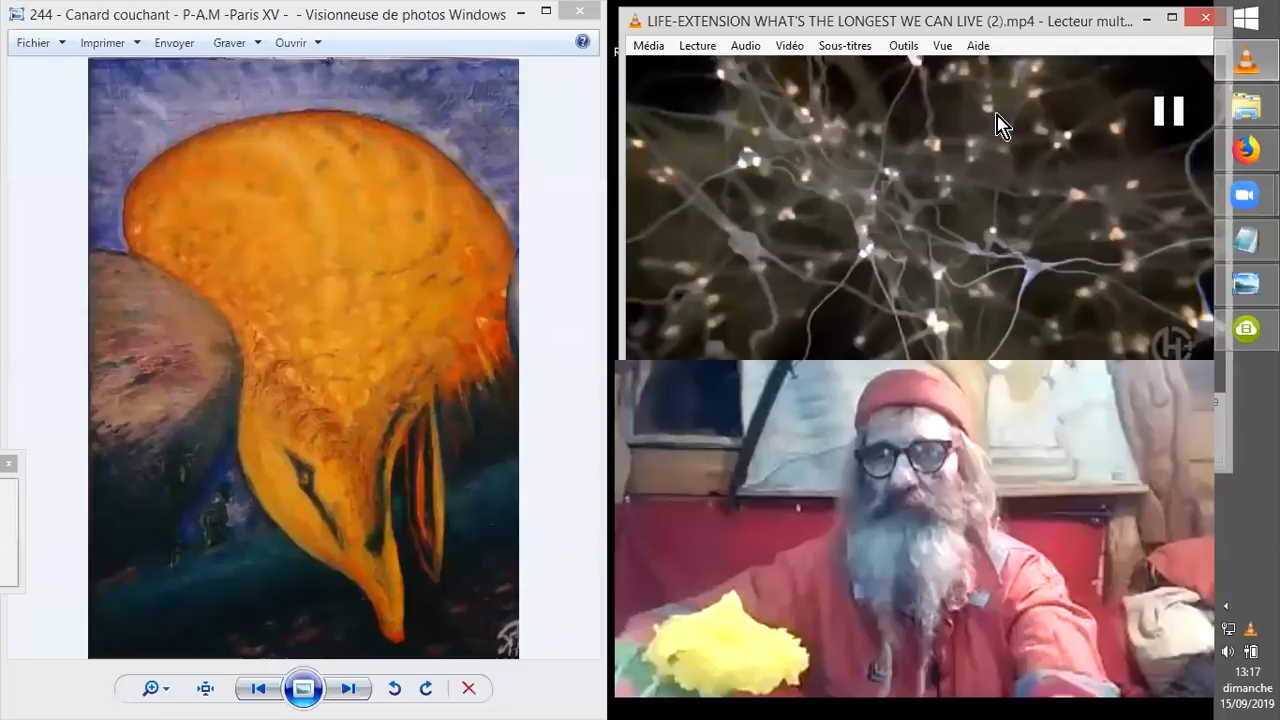 244 - Canard couchant - P-A.M -Paris XV - - Visionneuse de photos Windows
Fichier Imprimer Envoyer Graver Ouvrir
LIFE-EXTENSION WHAT'S THE LONGEST WE CAN LIVE (2).mp4 - Lecteur mult...
Média Lecture Audio Vidéo Sous-titres Outils Vue Aide
13:17
dimanche
15/09/2019